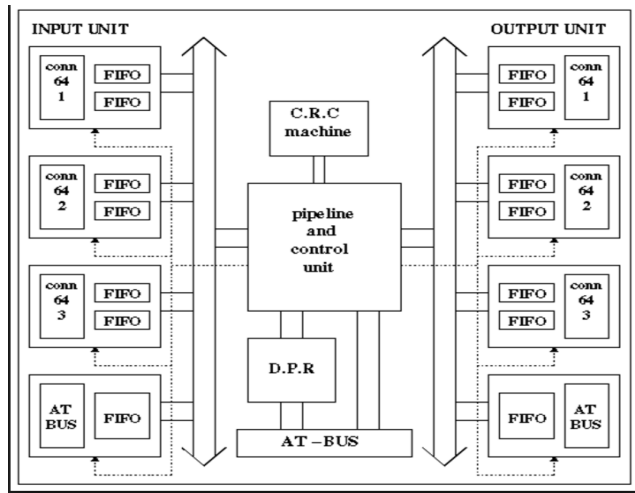 INPUT UNIT
conn
64
1
FIFO
FIFO
conn
64
2
FIFO
FIFO
conn
64
3
FIFO
FIFO
AT
BUS
FIFO
C.R.C
machine
pipeline
and
control
unit
D.P.R
AT-BUS
OUTPUT UNIT
FIFO
FIFO
conn
64
1
FIFO
FIFO
conn
64
2
FIFO
FIFO
conn
64
3
FIFO
AT
BUS